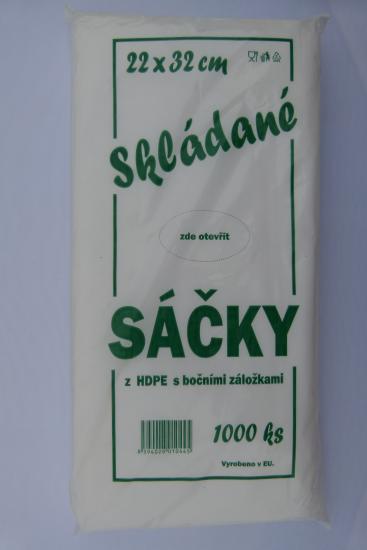 22 x 32 cm
Skládané
zde otevřít
SÁČKY
z HDPE s bočními záložkami
1000 ks
Vyrobeno v EU.